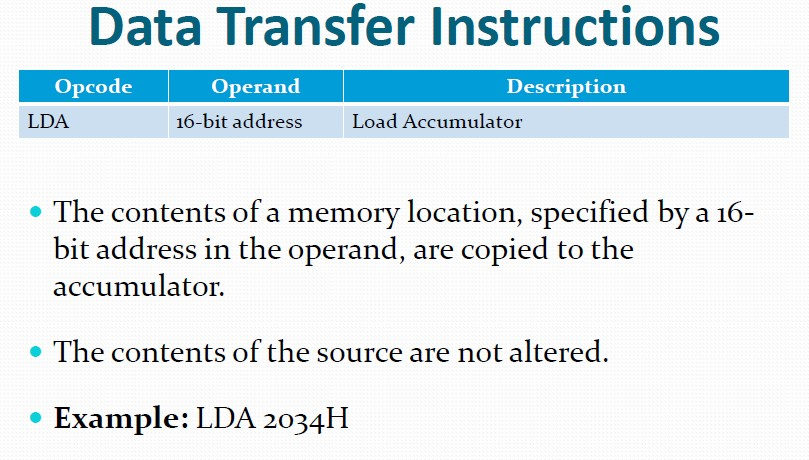 Data Transfer Instructions
Opcode Operand Description
LDA 16-bit address Load Accumulator
• The contents of a memory location, specified by a 16-
bit address in the operand, are copied to the
accumulator.
• The contents of the source are not altered.
• Example: LDA 2034H